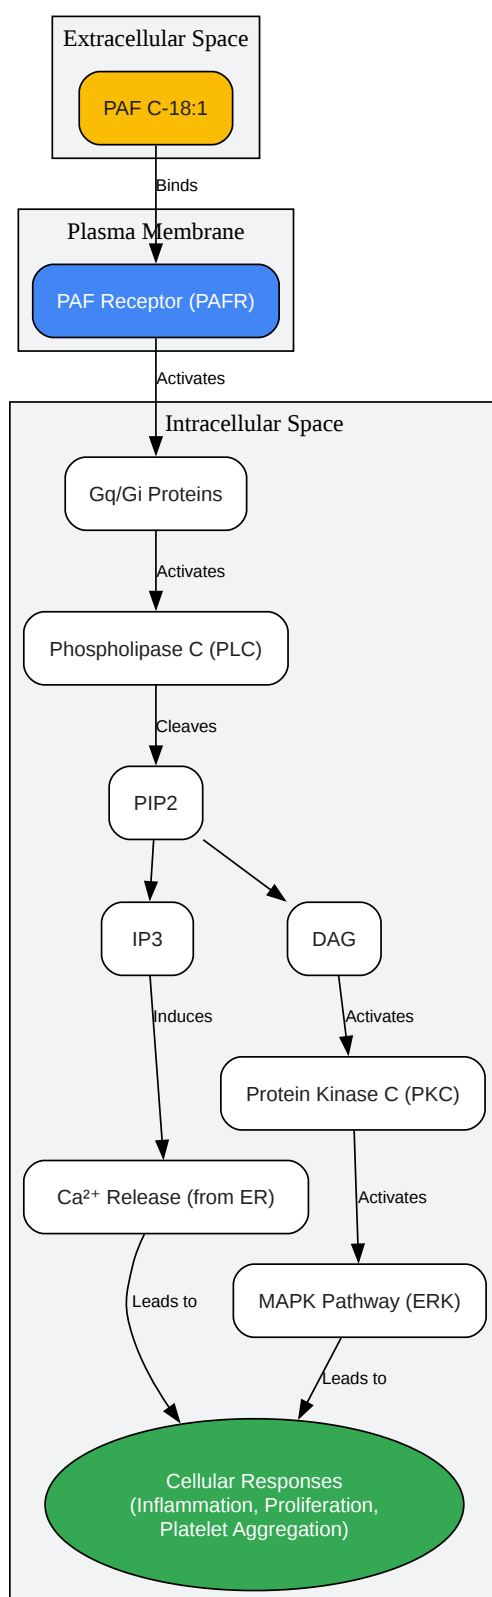 Extracellular Space
PAF C-18:1
Binds
Plasma Membrane
PAF Receptor (PAFR)
Activates
Intracellular Space
Gq/Gi Proteins
Activates
Phospholipase C (PLC)
Cleaves
PIP2
IP3
DAG
Induces
Activates
Protein Kinase C (PKC)
Ca²⁺ Release (from ER)
Activates
Leads to
MAPK Pathway (ERK)
Leads to
Cellular Responses
(Inflammation, Proliferation,
Platelet Aggregation)